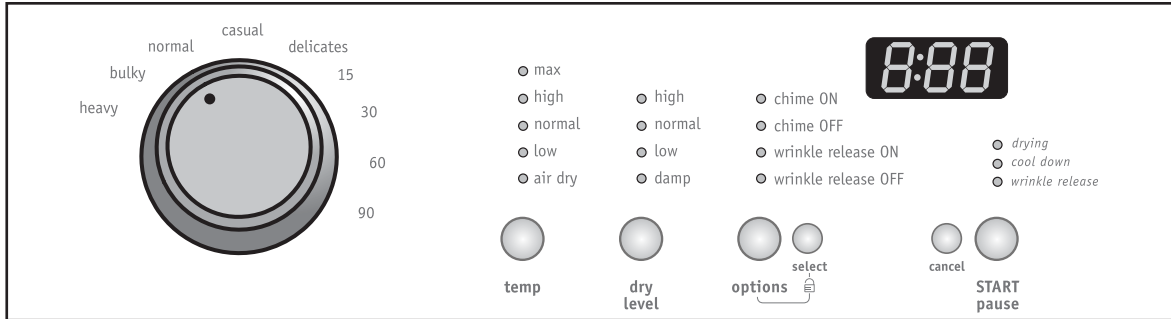 casual
normal
delicates
bulky
15
heavy
30
60
90
max
high
normal
low
air dry
temp
high
normal
low
damp
dry
level
chime ON
chime OFF
wrinkle release ON
wrinkle release OFF
select
options
8:88
drying
cool down
wrinkle release
cancel
START
pause